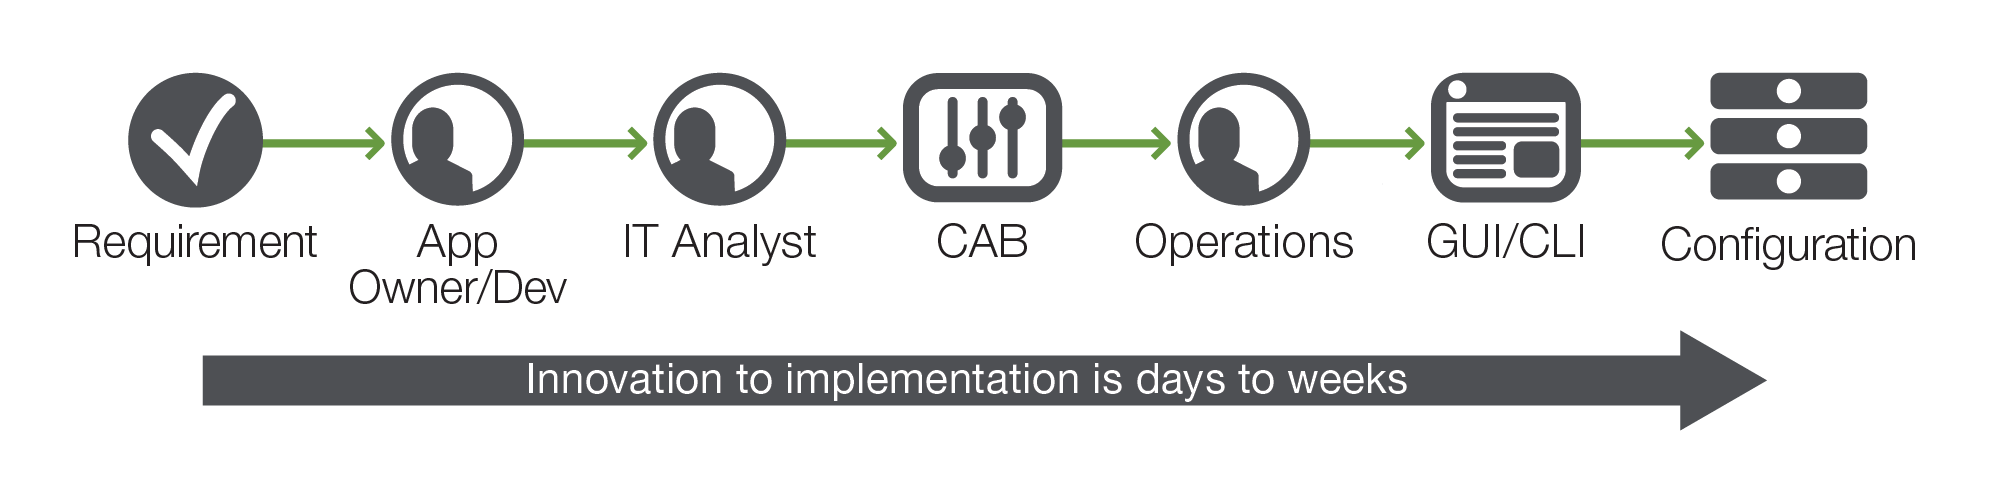 Requirement
App
Owner/Dev
IT Analyst
CAB
Operations
GUI/CLI
Configuration
Innovation to implementation is days to weeks